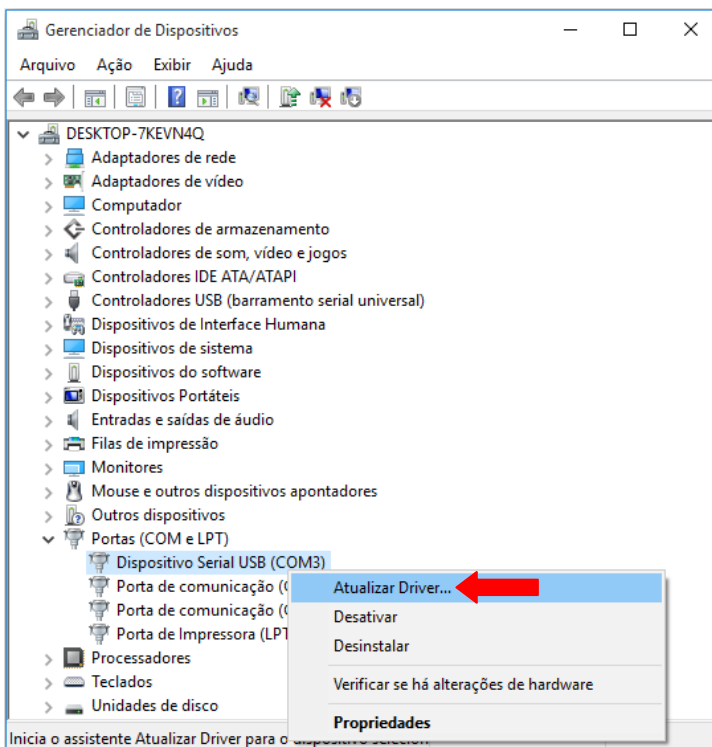 Gerenciador de Dispositivos
Arquivo Ação Exibir Ajuda
DESKTOP-7KEVN4Q
Adaptadores de rede
Adaptadores de vídeo
Computador
Controladores de armazenamento
Controladores de som, vídeo e jogos
Controladores IDE ATA/ATAPI
Controladores USB (barramento serial universal)
Dispositivos de Interface Humana
Dispositivos de sistema
Dispositivos do software
Dispositivos Portáteis
Entradas e saídas de áudio
Filas de impressão
Monitores
Mouse e outros dispositivos apontadores
Outros dispositivos
Portas (COM e LPT)
Dispositivo Serial USB (COM3)
Porta de comunicação (
Porta de comunicação (
Porta de Impressora (LPT
Processadores
Teclados
Unidades de disco
Atualizar Driver...
Desativar
Desinstalar
Verificar se há alterações de hardware
Propriedades
Inicia o assistente Atualizar Driver para o